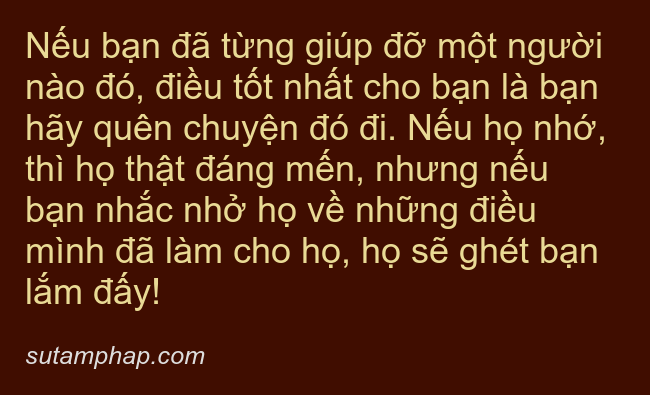 Nếu bạn đã từng giúp đỡ một người
nào đó, điều tốt nhất cho bạn là bạn
hãy quên chuyện đó đi. Nếu họ nhớ,
thì họ thật đáng mến, nhưng nếu
bạn nhắc nhở họ về những điều
mình đã làm cho họ, họ sẽ ghét bạn
lắm đấy!
sutamphap.com